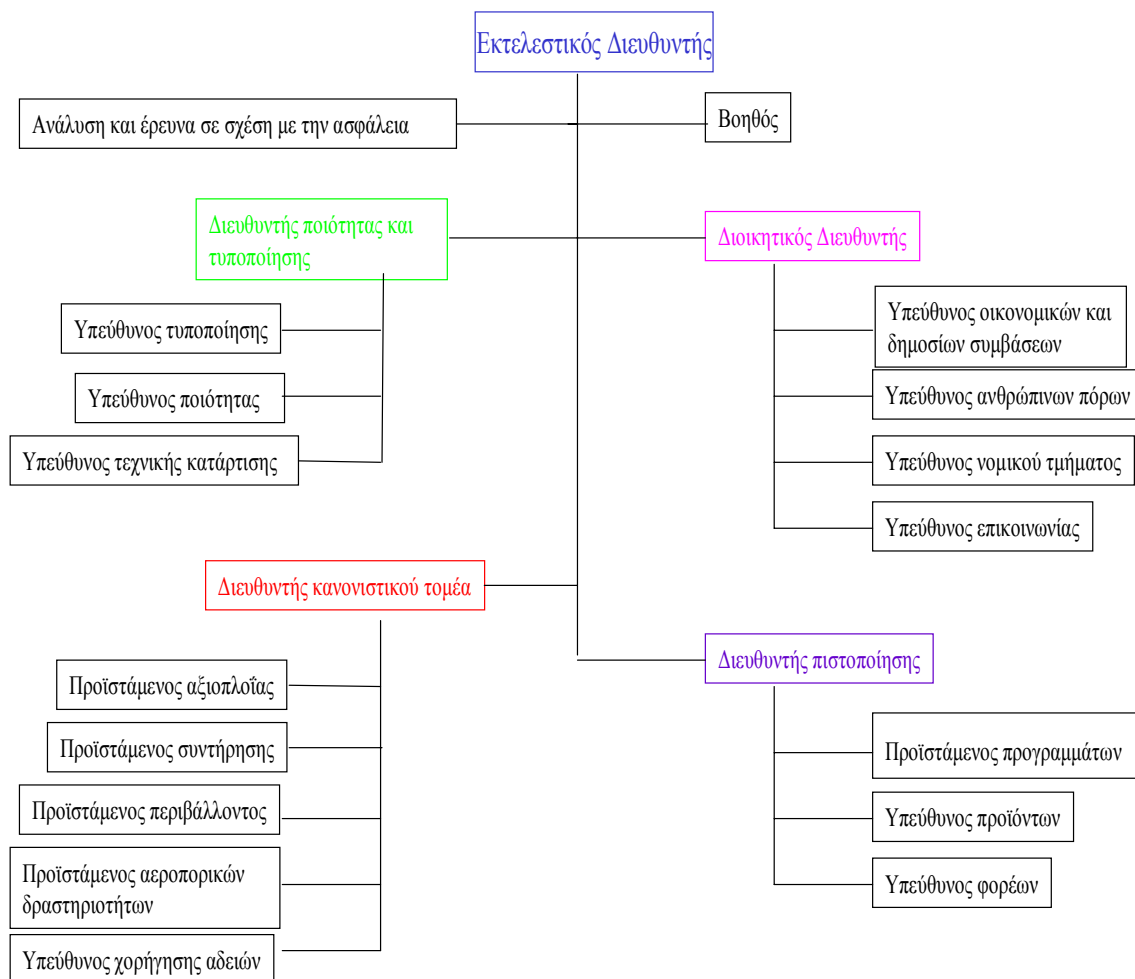 Εκτελεστικός Διευθυντής
Ανάλυση και έρευνα σε σχέση με την ασφάλεια
Βοηθός
Διευθυντής ποιότητας και
τυποποίησης
Υπεύθυνος τυποποίησης
Υπεύθυνος ποιότητας
Υπεύθυνος τεχνικής κατάρτισης
Διοικητικός Διευθυντής
Υπεύθυνος οικονομικών και
δημοσίων συμβάσεων
Υπεύθυνος ανθρώπινων πόρων
Υπεύθυνος νομικού τμήματος
Υπεύθυνος επικοινωνίας
Διευθυντής κανονιστικού τομέα
Προϊστάμενος αξιοπλοΐας
Προϊστάμενος συντήρησης
Προϊστάμενος περιβάλλοντος
Προϊστάμενος αεροπορικών
δραστηριοτήτων
Υπεύθυνος χορήγησης αδειών
Διευθυντής πιστοποίησης
Προϊστάμενος προγραμμάτων
Υπεύθυνος προϊόντων
Υπεύθυνος φορέων